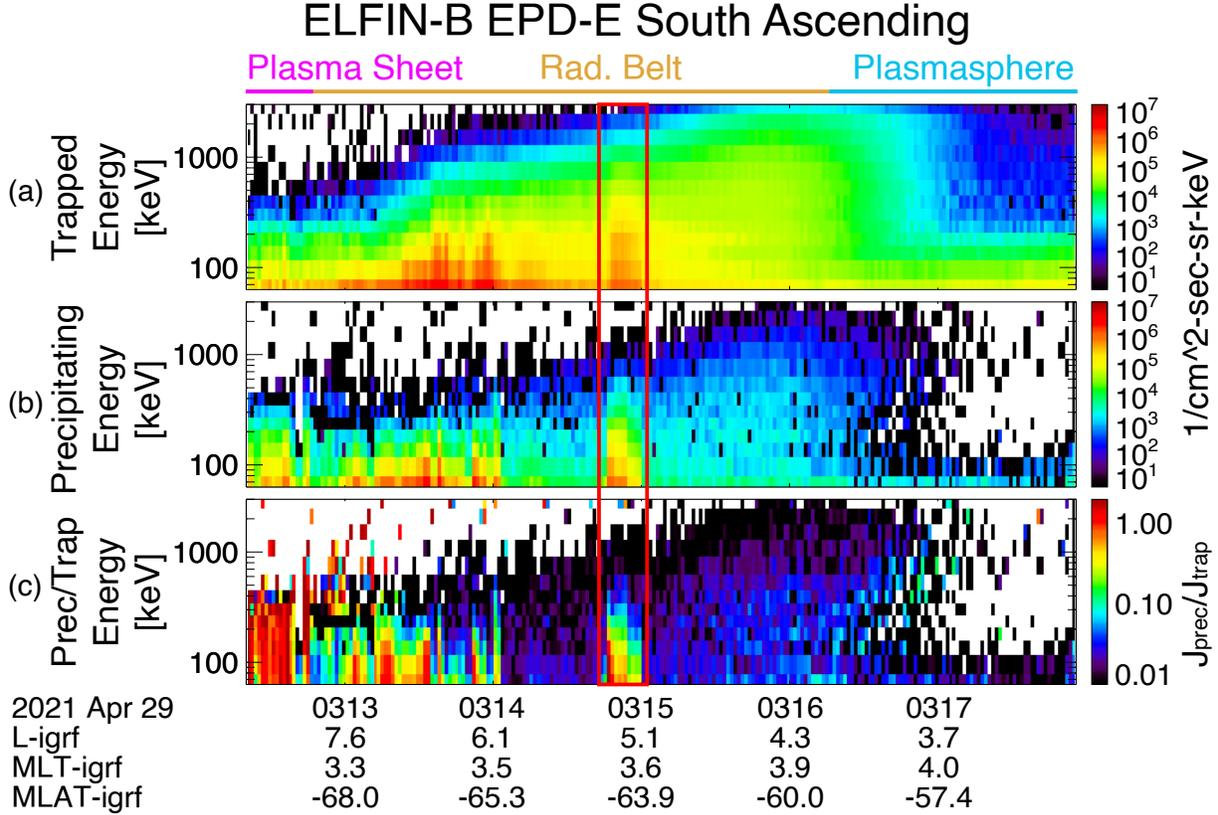 ELFIN-B EPD-E South Ascending
Plasma Sheet Rad. Belt Plasmasphere
(a) Trapped Energy [keV] 1000 100
10^7 10^6 10^5 10^4 10^3 10^2 10^1
(b) Precipitating Energy [keV] 1000 100
10^7 10^6 10^5 10^4 10^3 10^2 10^1
1/cm^2-sec-sr-keV
(c) Prec/Trap Energy [keV] 1000 100
1.00 0.10 0.01
Jprec/Jtrap
2021 Apr 29 0313 0314 0315 0316 0317
L-igrf 7.6 6.1 5.1 4.3 3.7
MLT-igrf 3.3 3.5 3.6 3.9 4.0
MLAT-igrf -68.0 -65.3 -63.9 -60.0 -57.4